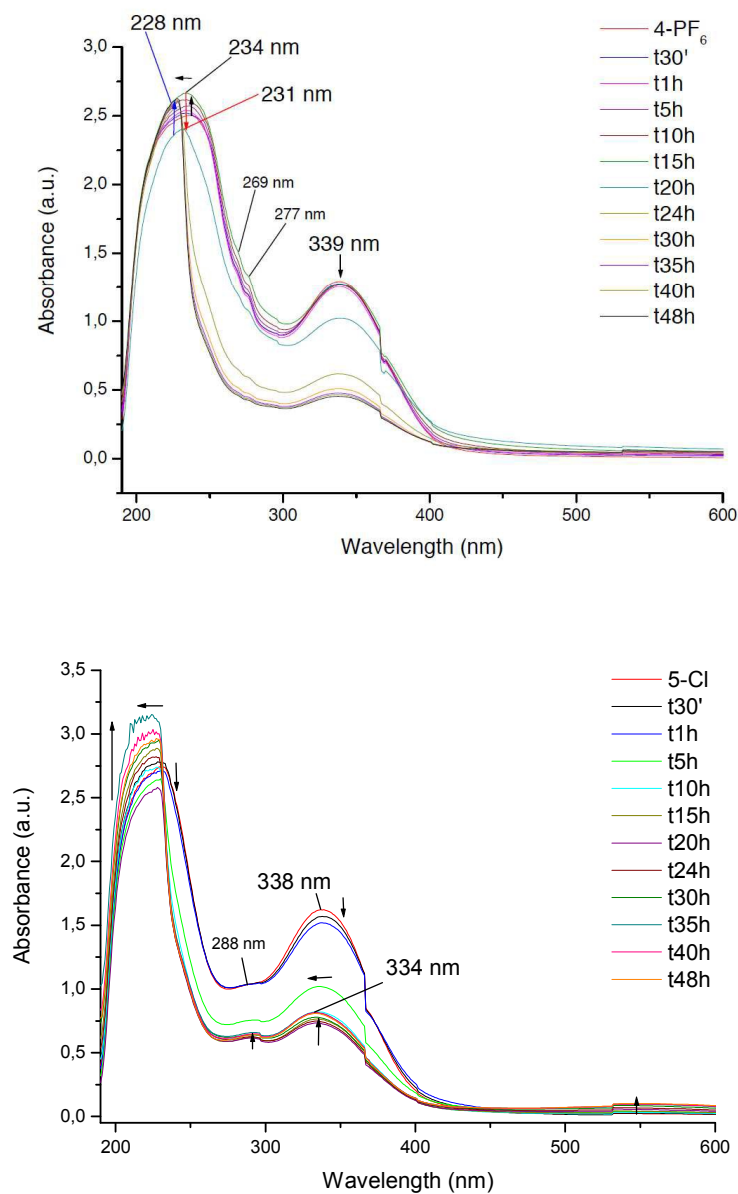 228 nm
234 nm
231 nm
269 nm
277 nm
339 nm
3,0
2,5
2,0
1,5
1,0
0,5
0,0
Absorbance (a.u.)
200 300 400 500 600
Wavelength (nm)
4-PF6
t30'
t1h
t5h
t10h
t15h
t20h
t24h
t30h
t35h
t40h
t48h
3,5
3,0
2,5
2,0
1,5
1,0
0,5
0,0
Absorbance (a.u.)
338 nm
288 nm
334 nm
200 300 400 500 600
Wavelength (nm)
5-Cl
t30'
t1h
t5h
t10h
t15h
t20h
t24h
t30h
t35h
t40h
t48h